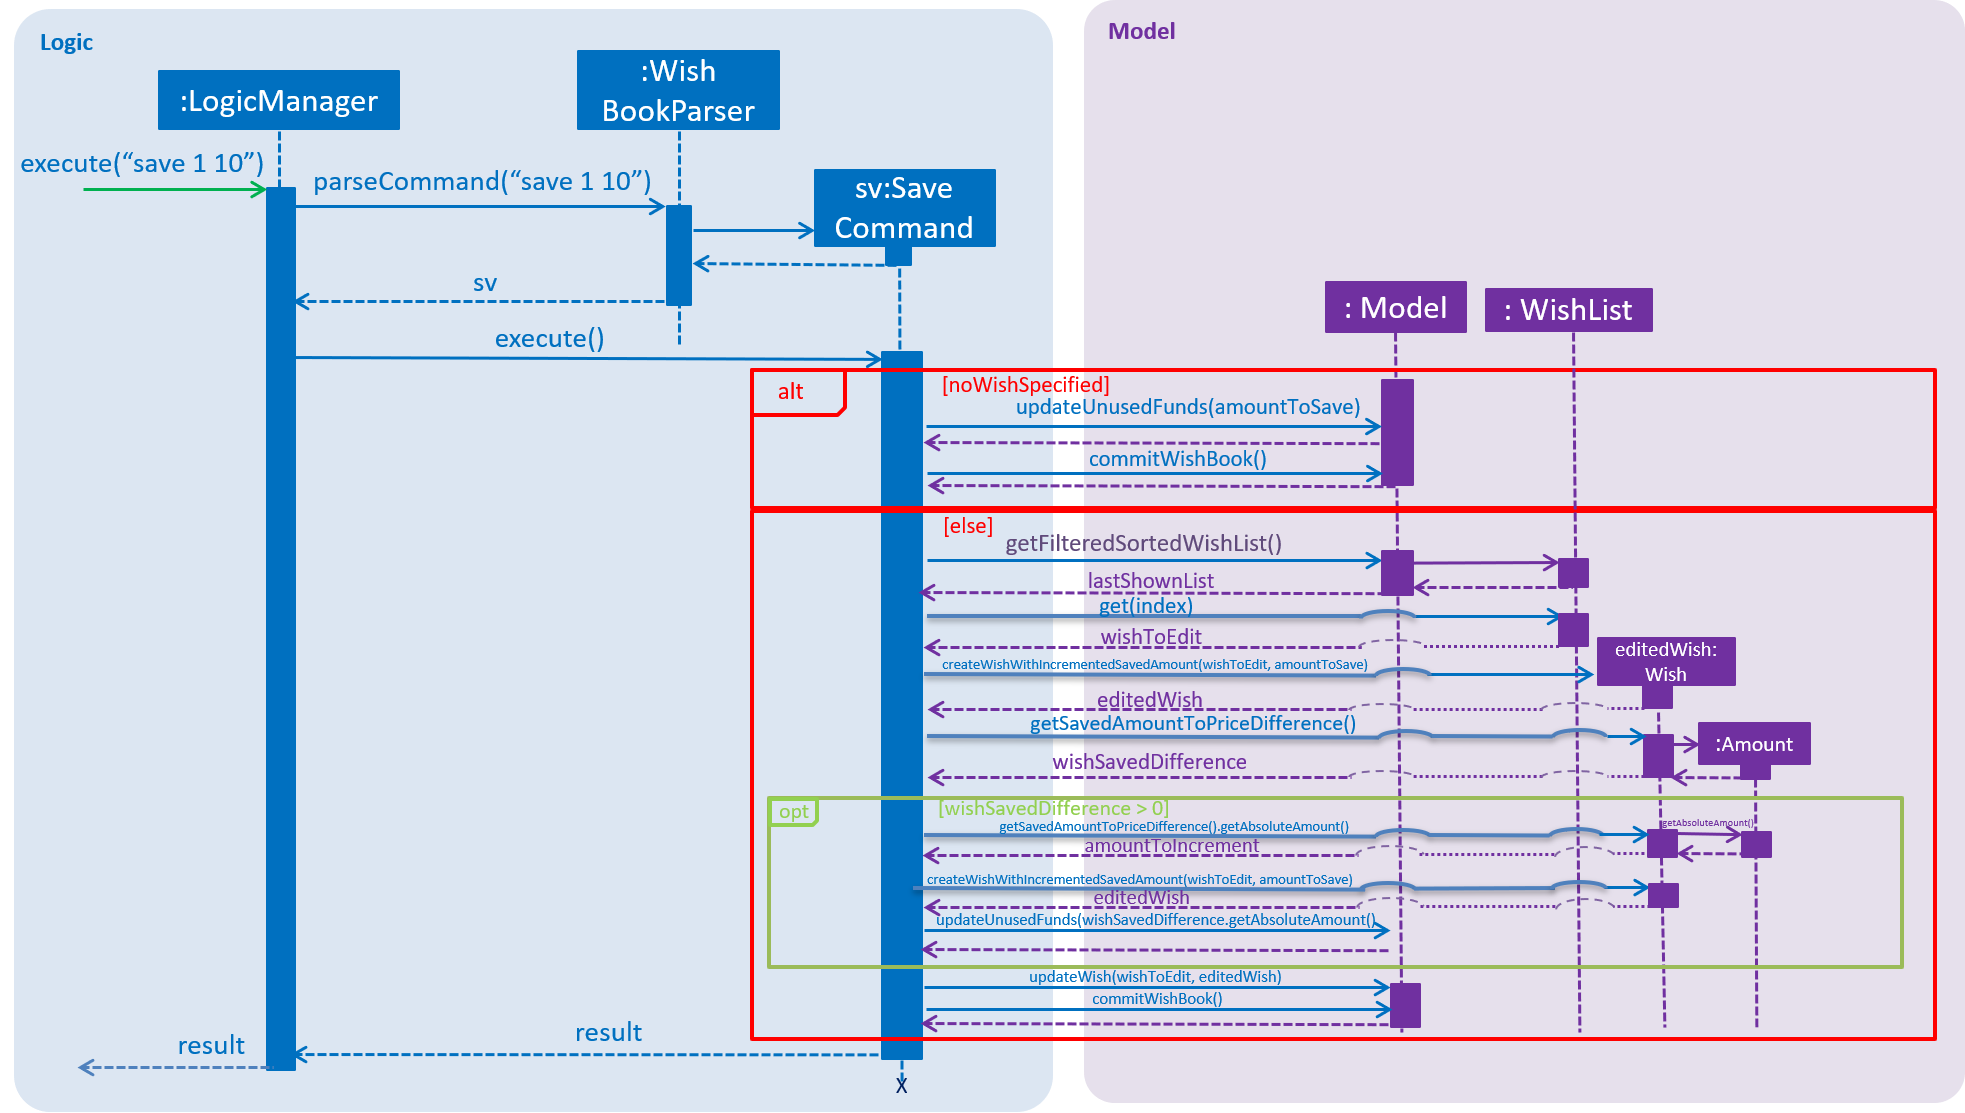 Logic
Model
:LogicManager
:Wish
BookParser
execute(“save 1 10”)
parseCommand(“save 1 10”)
sv:Save
Command
sv
execute()
: Model
: WishList
alt
[noWishSpecified]
updateUnusedFunds(amountToSave)
commitWishBook()
[else]
getFilteredSortedWishList()
lastShownList
get(index)
wishToEdit
editedWish:
Wish
createWishWithIncrementedSavedAmount(wishToEdit, amountToSave)
editedWish
getSavedAmountToPriceDifference()
:Amount
wishSavedDifference
opt
[wishSavedDifference > 0]
getSavedAmountToPriceDifference().getAbsoluteAmount()
getAbsoluteAmount()
amountToIncrement
createWishWithIncrementedSavedAmount(wishToEdit, amountToSave)
editedWish
updateUnusedFunds(wishSavedDifference.getAbsoluteAmount()
updateWish(wishToEdit, editedWish)
commitWishBook()
result
result
X